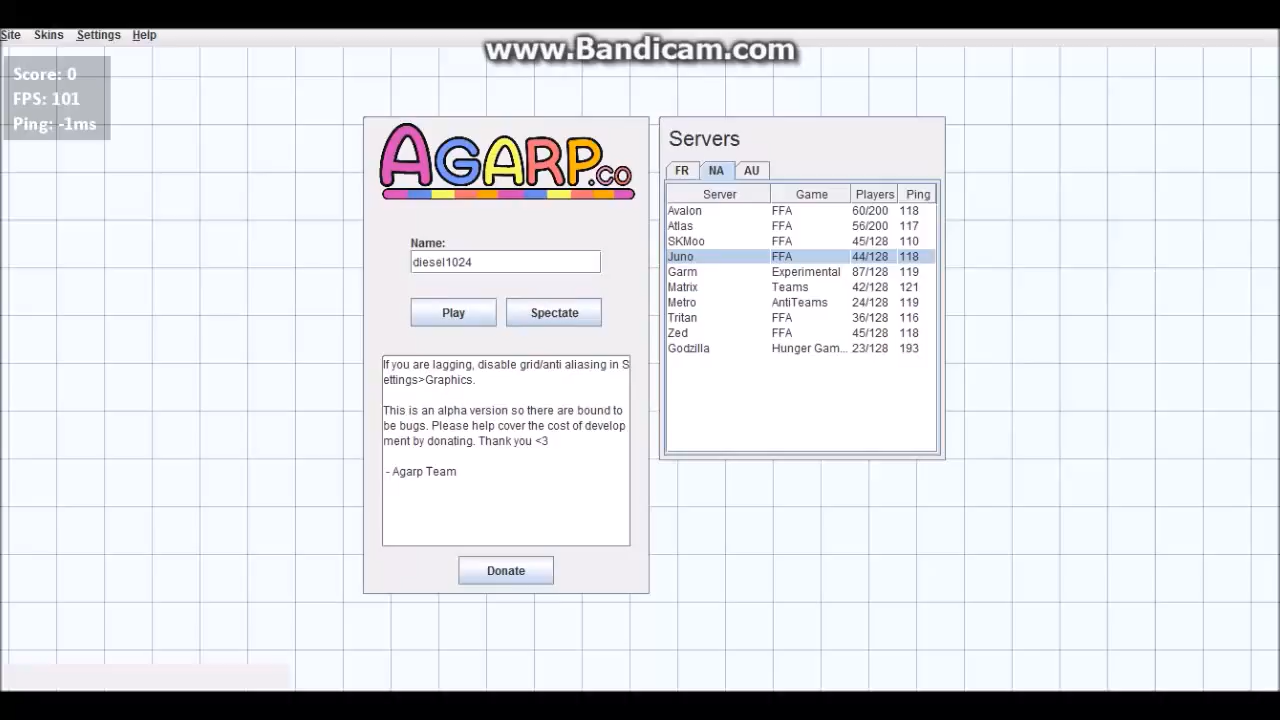 www.Bandicam.com
Site Skins Settings Help
Score: 0
FPS: 101
Ping: -1ms
AGARP.CO
Name:
diesel1024
Play Spectate
If you are lagging, disable grid/anti aliasing in S
ettings>Graphics.
This is an alpha version so there are bound to
be bugs. Please help cover the cost of develop
ment by donating. Thank you <3
- Agarp Team
Donate
Servers
FR NA AU
Server Game Players Ping
Avalon FFA 60/200 118
Atlas FFA 56/200 117
SKMoo FFA 45/128 110
Juno FFA 44/128 118
Garm Experimental 87/128 119
Matrix Teams 42/128 121
Metro AntiTeams 24/128 119
Tritan FFA 36/128 116
Zed FFA 45/128 118
Godzilla Hunger Gam... 23/128 193